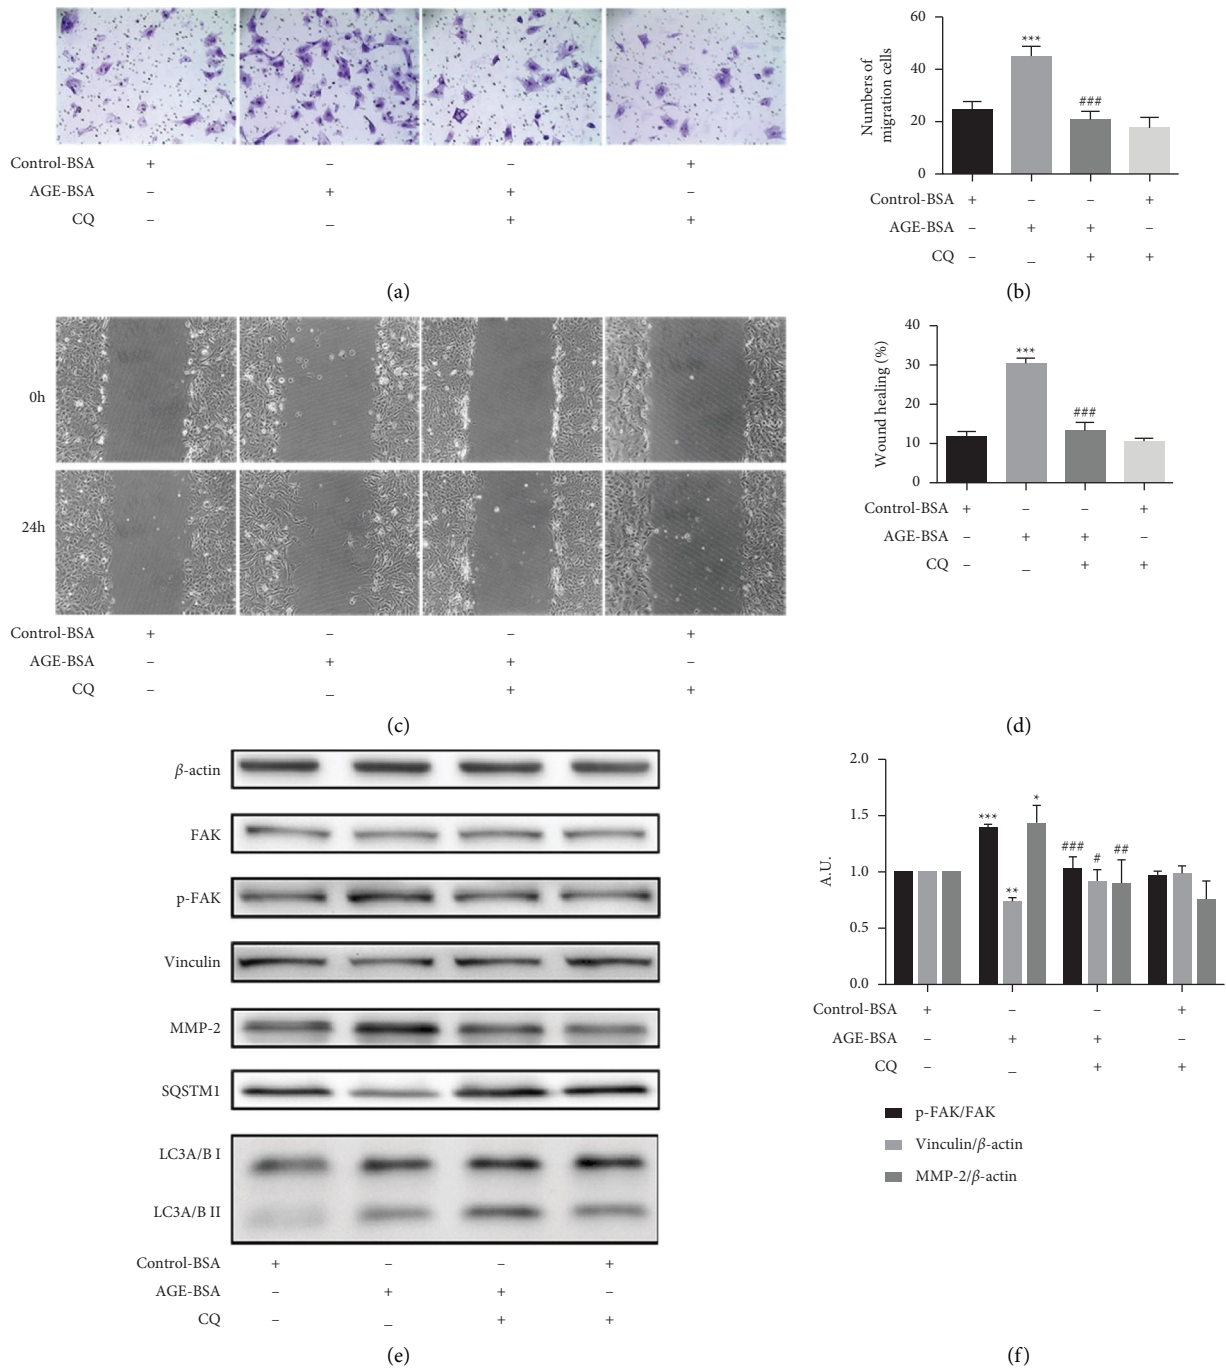 Control-BSA + – – +
AGE-BSA – + + –
CQ – _ + +
(a)
60
40
20
0
Numbers of
migration cells
***
###
Control-BSA + – – +
AGE-BSA – + + –
CQ – _ + +
(b)
0h
24h
Control-BSA + – – +
AGE-BSA – + + –
CQ – _ + +
(c)
40
30
20
10
0
Wound healing (%)
***
###
Control-BSA + – – +
AGE-BSA – + + –
CQ – _ + +
(d)
β-actin
FAK
p-FAK
Vinculin
MMP-2
SQSTM1
LC3A/B I
LC3A/B II
Control-BSA + – – +
AGE-BSA – + + –
CQ – _ + +
(e)
2.0
1.5
1.0
0.5
0.0
A.U.
***
**
*
###
#
##
Control-BSA + – – +
AGE-BSA – + + –
CQ – _ + +
p-FAK/FAK
Vinculin/β-actin
MMP-2/β-actin
(f)